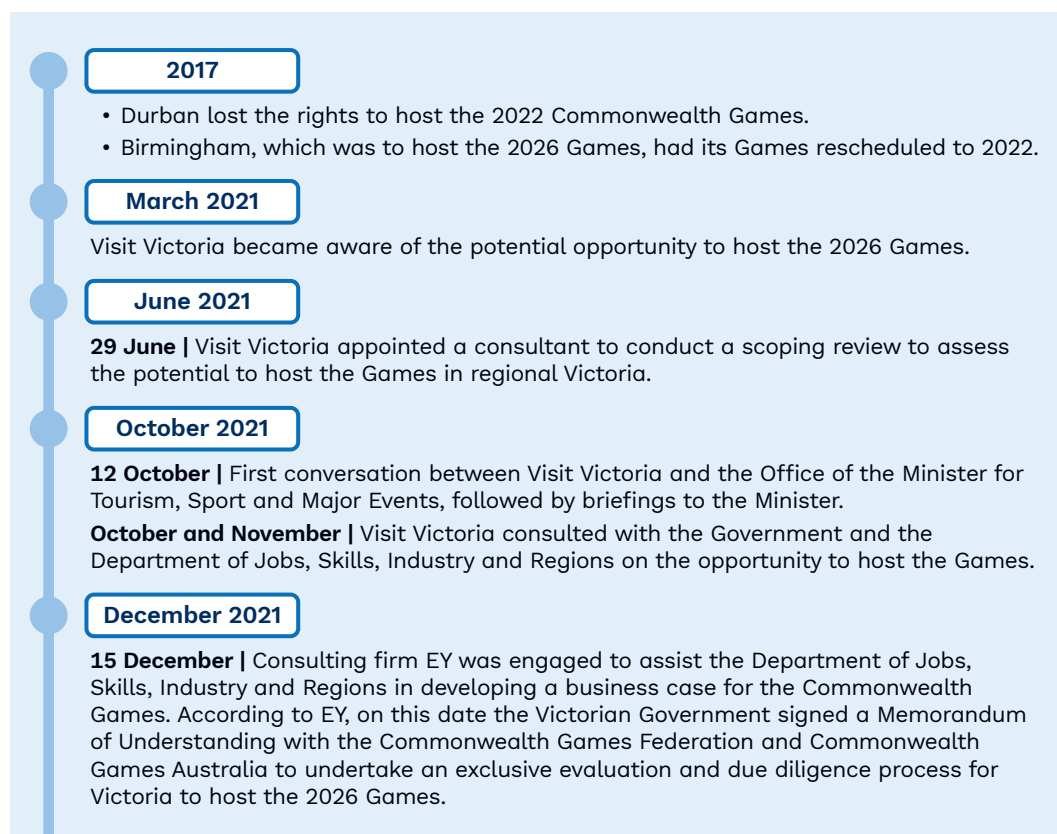 2017
• Durban lost the rights to host the 2022 Commonwealth Games.
• Birmingham, which was to host the 2026 Games, had its Games rescheduled to 2022.
March 2021
Visit Victoria became aware of the potential opportunity to host the 2026 Games.
June 2021
29 June | Visit Victoria appointed a consultant to conduct a scoping review to assess
the potential to host the Games in regional Victoria.
October 2021
12 October | First conversation between Visit Victoria and the Office of the Minister for
Tourism, Sport and Major Events, followed by briefings to the Minister.
October and November | Visit Victoria consulted with the Government and the
Department of Jobs, Skills, Industry and Regions on the opportunity to host the Games.
December 2021
15 December | Consulting firm EY was engaged to assist the Department of Jobs,
Skills, Industry and Regions in developing a business case for the Commonwealth
Games. According to EY, on this date the Victorian Government signed a Memorandum
of Understanding with the Commonwealth Games Federation and Commonwealth
Games Australia to undertake an exclusive evaluation and due diligence process for
Victoria to host the 2026 Games.